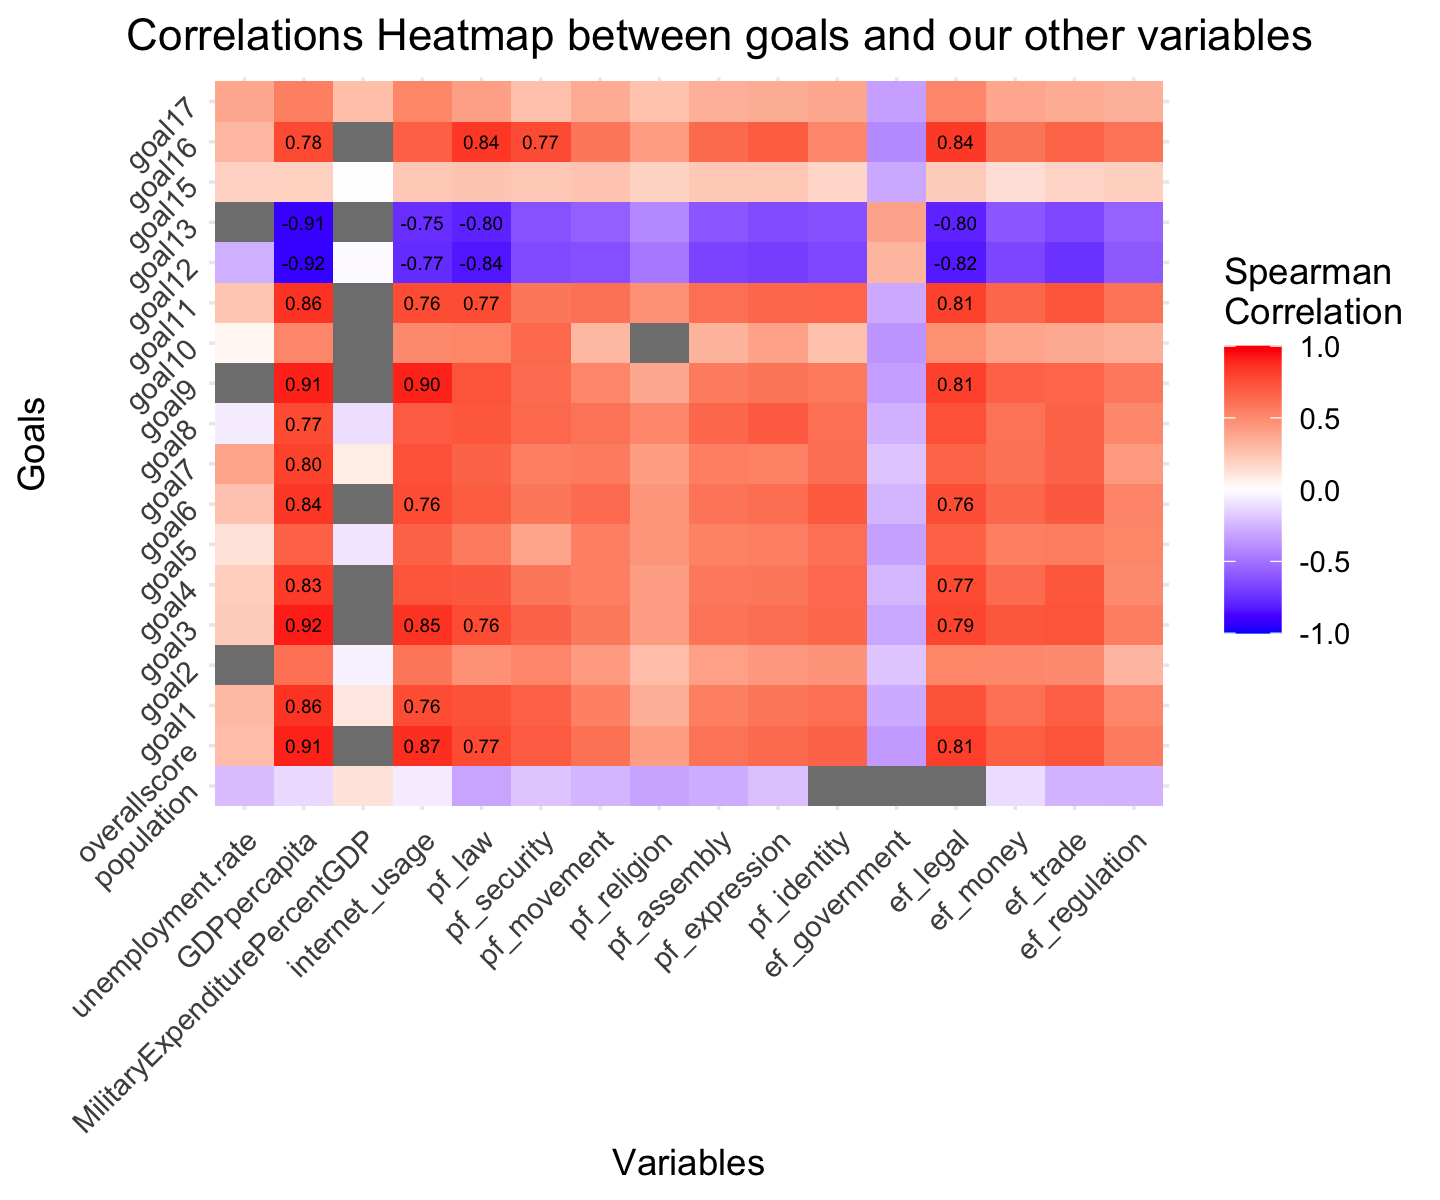 Correlations Heatmap between goals and our other variables
Goals
goal17
goal16
0.78 0.84 0.77 0.84
goal15
goal13
-0.91 -0.75 -0.80 -0.80
goal12
-0.92 -0.77 -0.84 -0.82
goal11
0.86 0.76 0.77 0.81
goal10
goal9
0.91 0.90 0.81
goal8
0.77
goal7
0.80
goal6
0.84 0.76 0.76
goal5
goal4
0.83 0.77
goal3
0.92 0.85 0.76 0.79
goal2
goal1
0.86 0.76
overallscore
0.91 0.87 0.77 0.81
population
unemployment.rate
GDPpercapita
MilitaryExpenditurePercentGDP
internet_usage
pf_law
pf_security
pf_movement
pf_religion
pf_assembly
pf_expression
pf_identity
ef_government
ef_legal
ef_money
ef_trade
ef_regulation
Variables
Spearman
Correlation
1.0
0.5
0.0
-0.5
-1.0